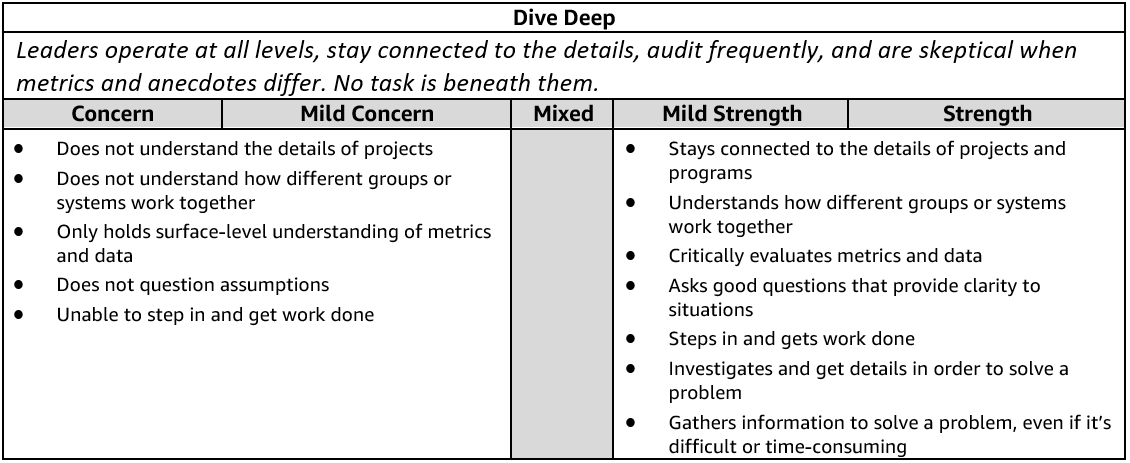 Dive Deep
Leaders operate at all levels, stay connected to the details, audit frequently, and are skeptical when
metrics and anecdotes differ. No task is beneath them.
Concern
Mild Concern
Mixed
Mild Strength
Strength
• Does not understand the details of projects
• Does not understand how different groups or
systems work together
• Only holds surface-level understanding of metrics
and data
• Does not question assumptions
• Unable to step in and get work done
• Stays connected to the details of projects and
programs
• Understands how different groups or systems
work together
• Critically evaluates metrics and data
• Asks good questions that provide clarity to
situations
• Steps in and gets work done
• Investigates and get details in order to solve a
problem
• Gathers information to solve a problem, even if it’s
difficult or time-consuming